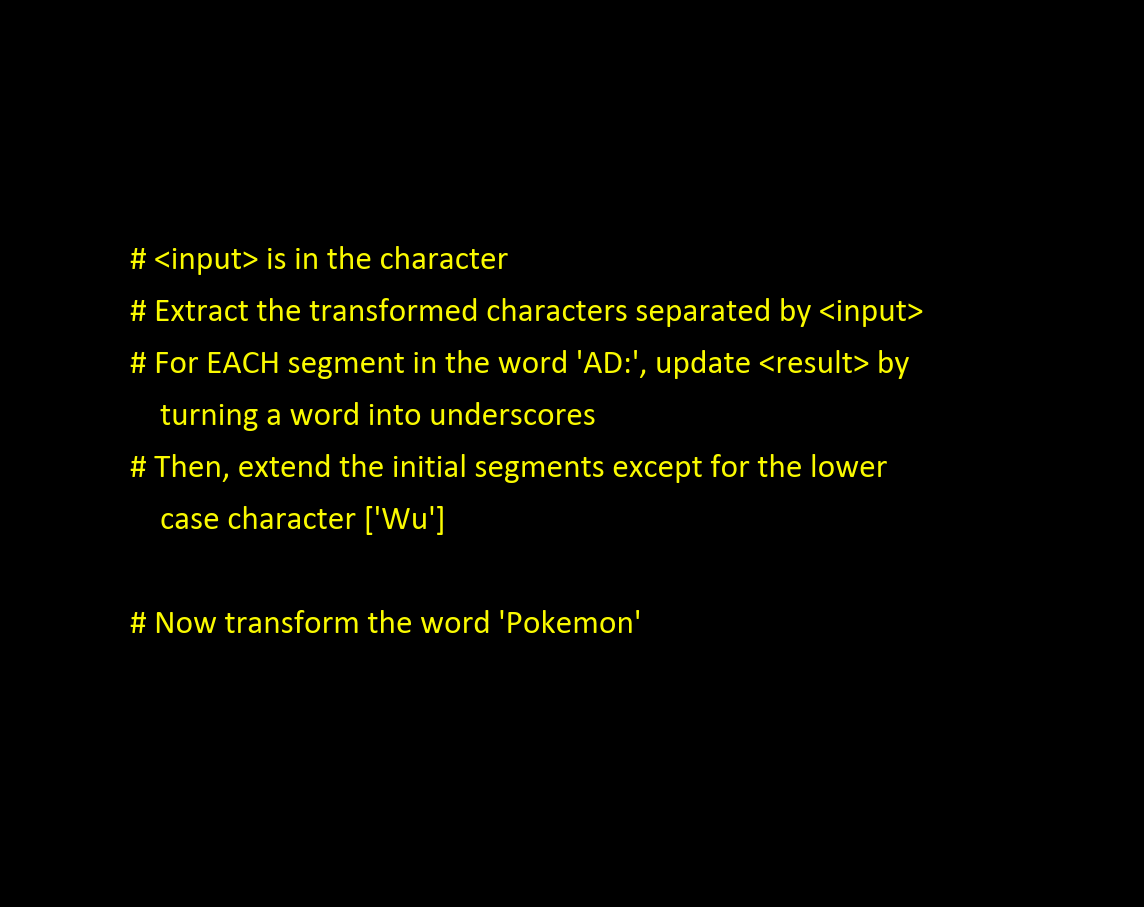 # <input> is in the character
# Extract the transformed characters separated by <input>
# For EACH segment in the word 'AD:', update <result> by
turning a word into underscores
# Then, extend the initial segments except for the lower
case character ['Wu']
# Now transform the word 'Pokemon'